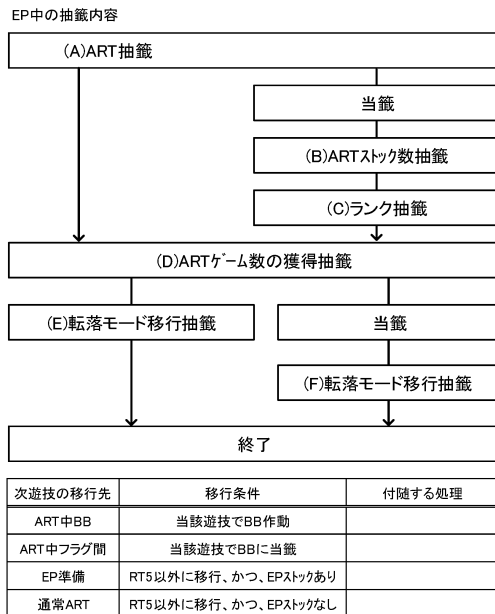 EP中の抽籤内容
(A)ART抽籤
当籤
(B)ARTｽﾄｯｸ数抽籤
(C)ランク抽籤
(D)ARTｹﾞｰﾑ数の獲得抽籤
(E)転落モード移行抽籤
当籤
(F)転落モード移行抽籤
終了
次遊技の移行先 移行条件 付随する処理
ART中BB 当該遊技でBB作動
ART中フラグ間 当該遊技でBBに当籤
EP準備 RT5以外に移行、かつ、EPｽﾄｯｸあり
通常ART RT5以外に移行、かつ、EPｽﾄｯｸなし